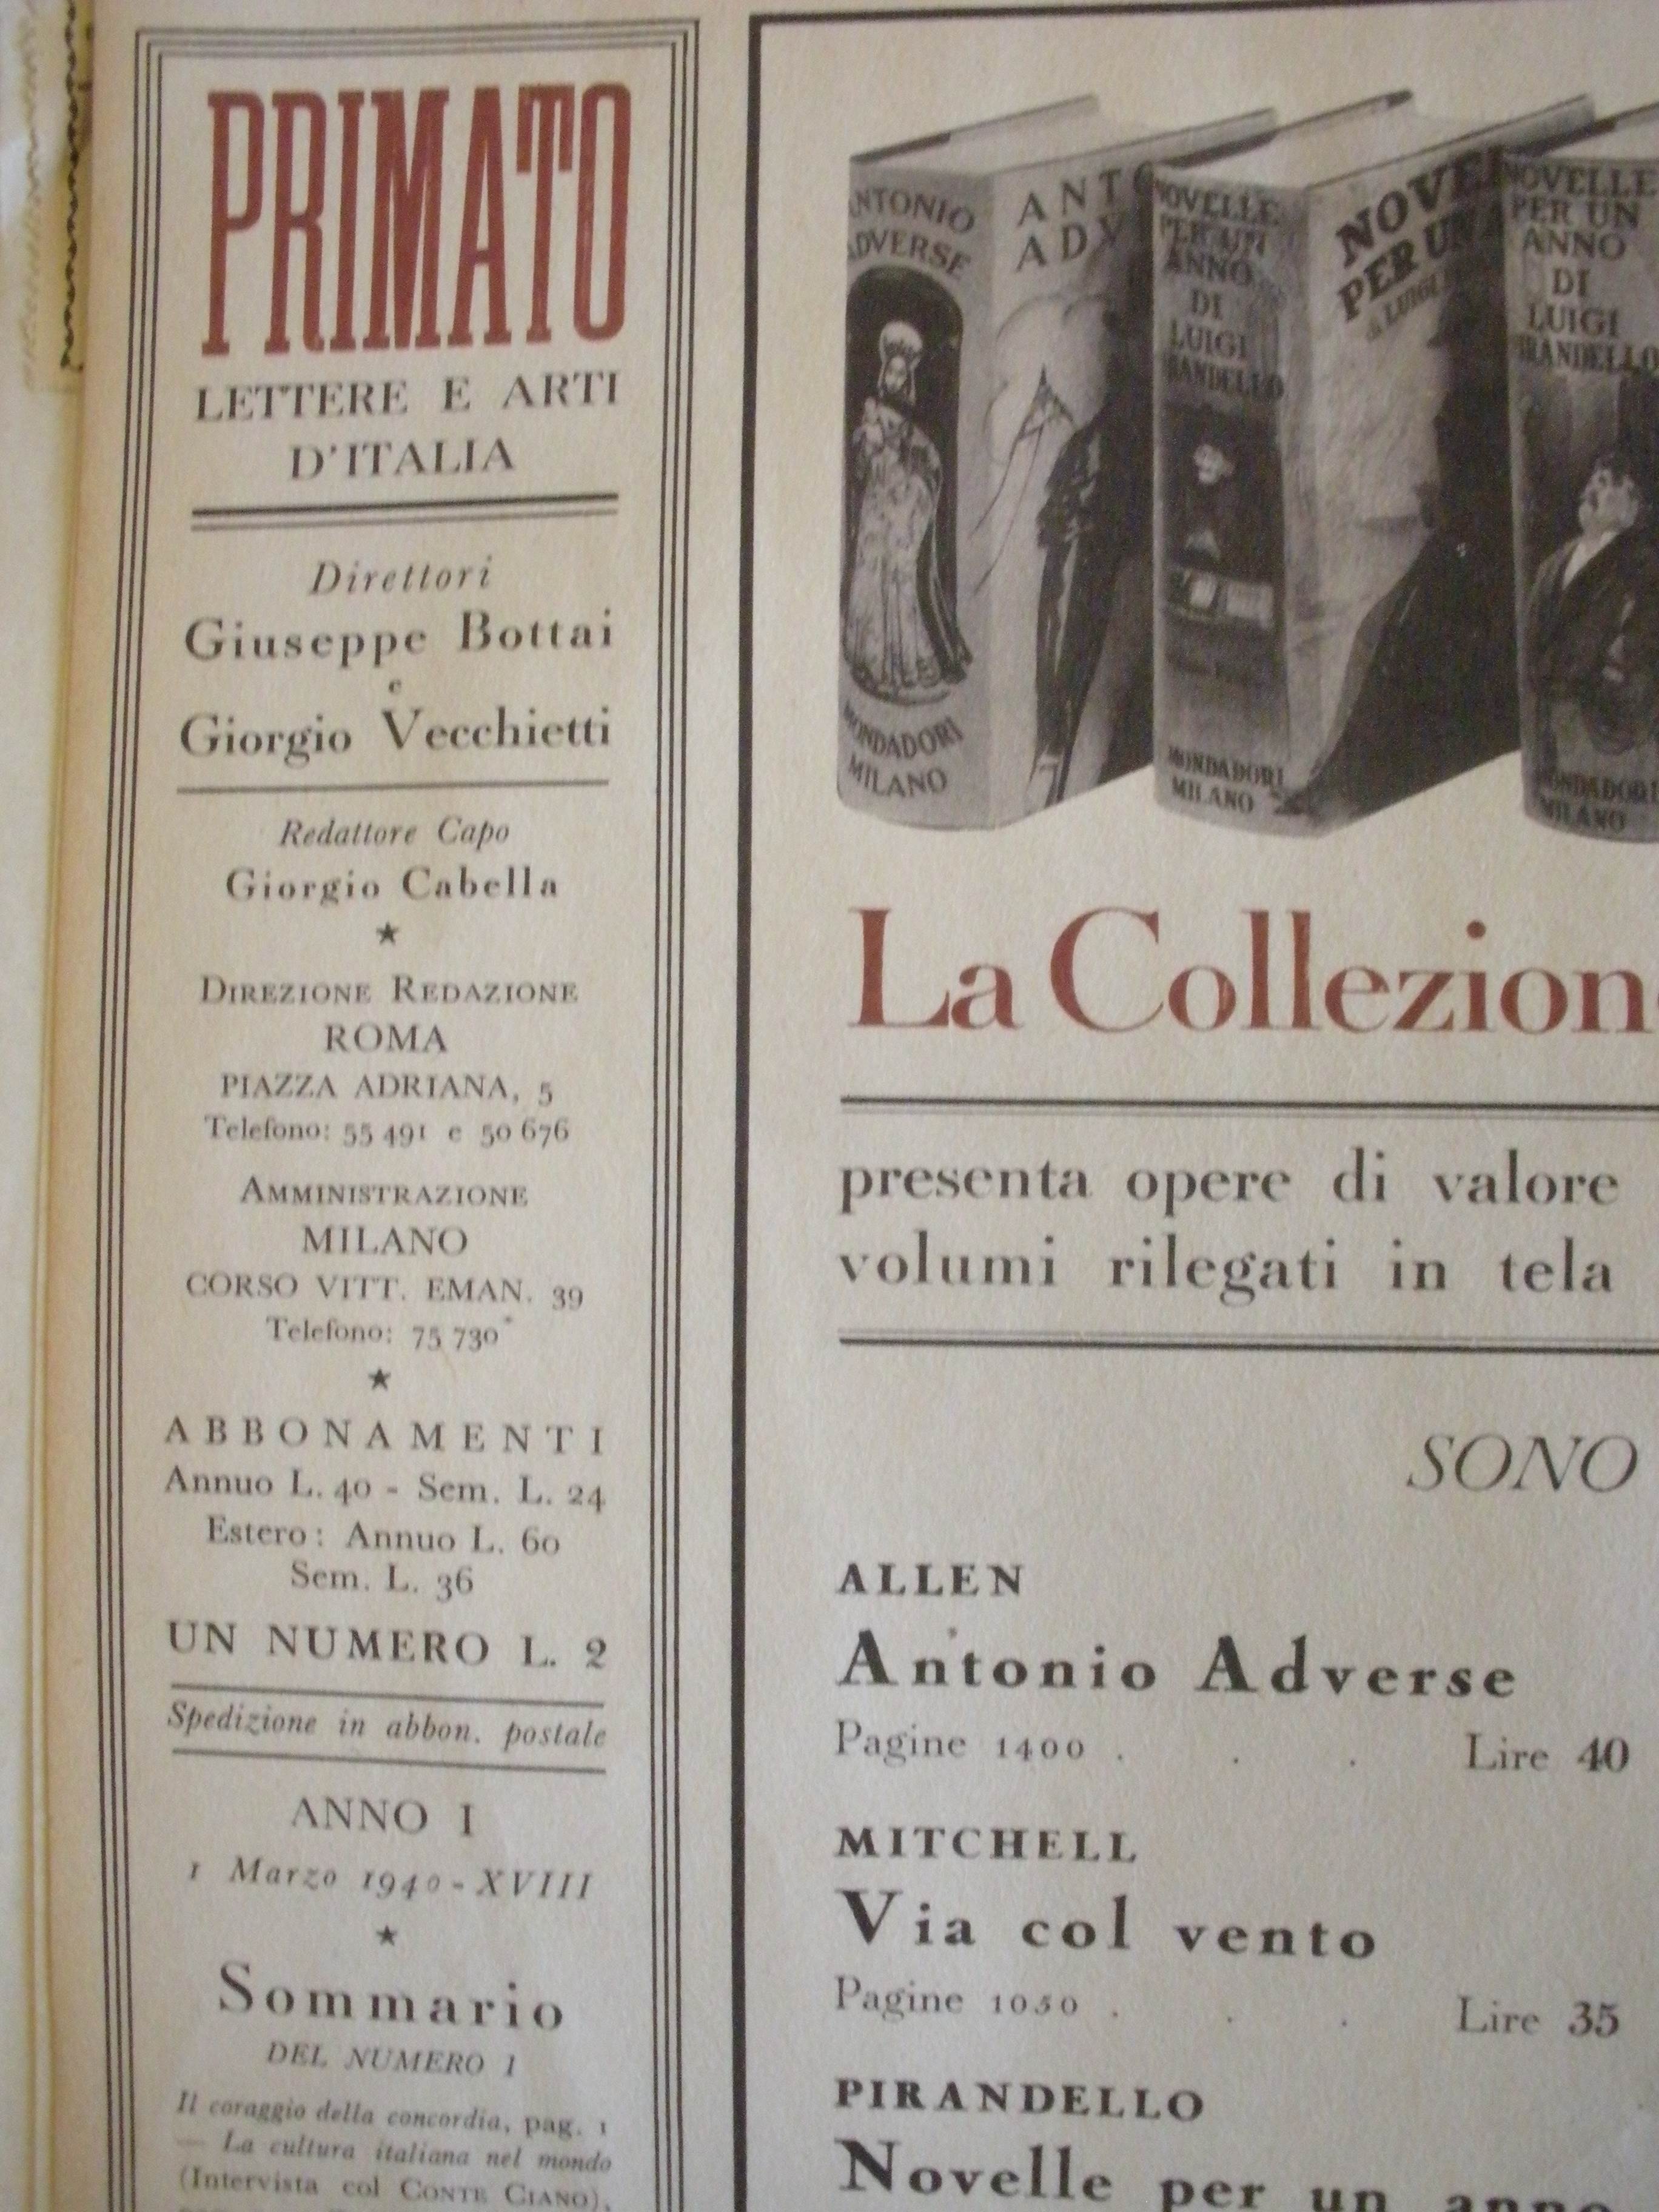 PRIMATO
LETTERE E ARTI
D'ITALIA
Direttori
Giuseppe Bottai
e
Giorgio Vecchietti
Redattore Capo
Giorgio Cabella
★
DIREZIONE REDAZIONE
ROMA
PIAZZA ADRIANA, 5
Telefono: 55 491 e 50 676
AMMINISTRAZIONE
MILANO
CORSO VITT. EMAN. 39
Telefono: 75 730
★
ABBONAMENTI
Annuo L. 40 - Sem. L. 24
Estero: Annuo L. 60
Sem. L. 36
UN NUMERO L. 2
Spedizione in abbon. postale
ANNO I
1 Marzo 1940 - XVIII
★
Sommario
DEL NUMERO 1
Il coraggio della concordia, pag. 1
— La cultura italiana nel mondo
(Intervista col CONTE CIANO),
ANTONIO
ADVERSE
MONDADORI
MILANO
ANTO
ADV
NOVELLE
PER UN
ANNO
DI
LUIGI
PIRANDELLO
MONDADORI
MILANO
NOVE
PER UN A
di LUIGI
NOVELLE
PER UN
ANNO
DI
LUIGI
PIRANDELLO
MONDADORI
MILANO
La Collezione
presenta opere di valore
volumi rilegati in tela
SONO
ALLEN
Antonio Adverse
Pagine 1400 . . . Lire 40
MITCHELL
Via col vento
Pagine 1050 . . . Lire 35
PIRANDELLO
Novelle per un anno